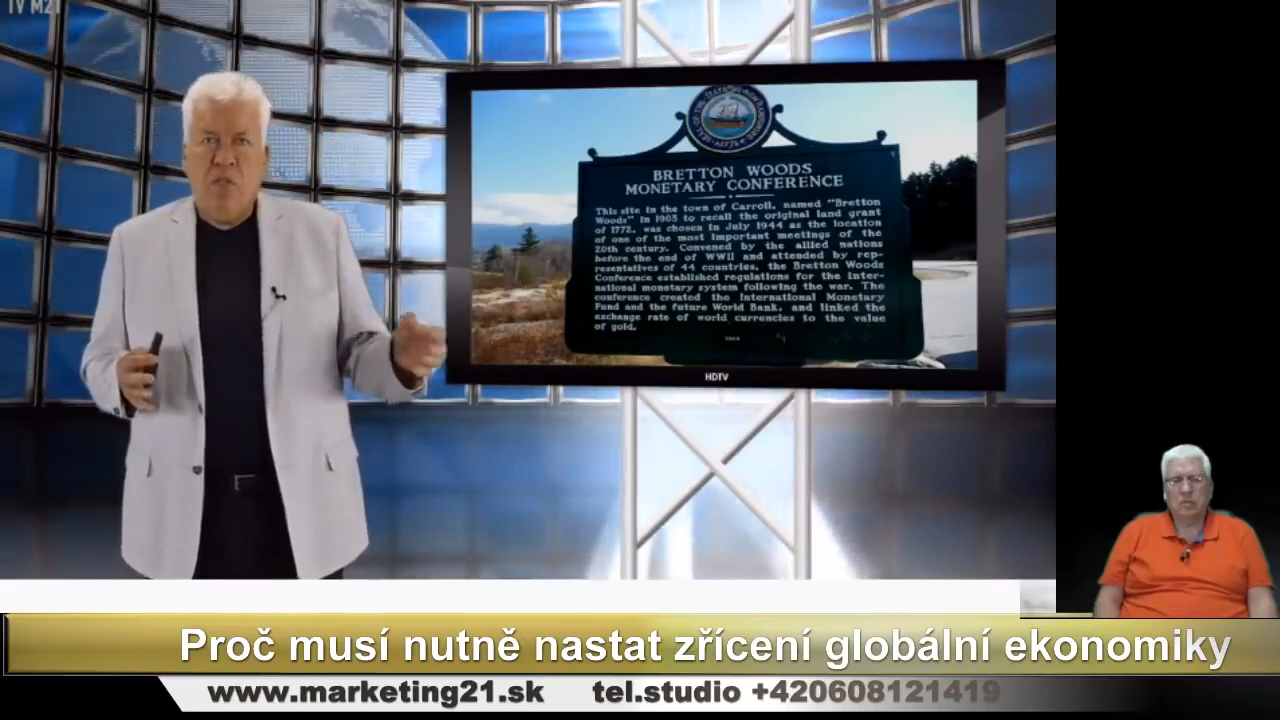 TV M21
BRETTON WOODS
MONETARY CONFERENCE
This site in the town of Carroll, named "Bretton
Woods" in 1903 to recall the original land grant
of 1772, was chosen in July 1944 as the location
of one of the most important meetings of the
20th century. Convened by the allied nations
before the end of WWII and attended by rep-
resentatives of 44 countries, the Bretton Woods
Conference established regulations for the inter-
national monetary system following the war. The
conference created the International Monetary
Fund and the future World Bank, and linked the
exchange rate of world currencies to the value
of gold.
HDTV
Proč musí nutně nastat zřícení globální ekonomiky
www.marketing21.sk tel.studio +420608121419